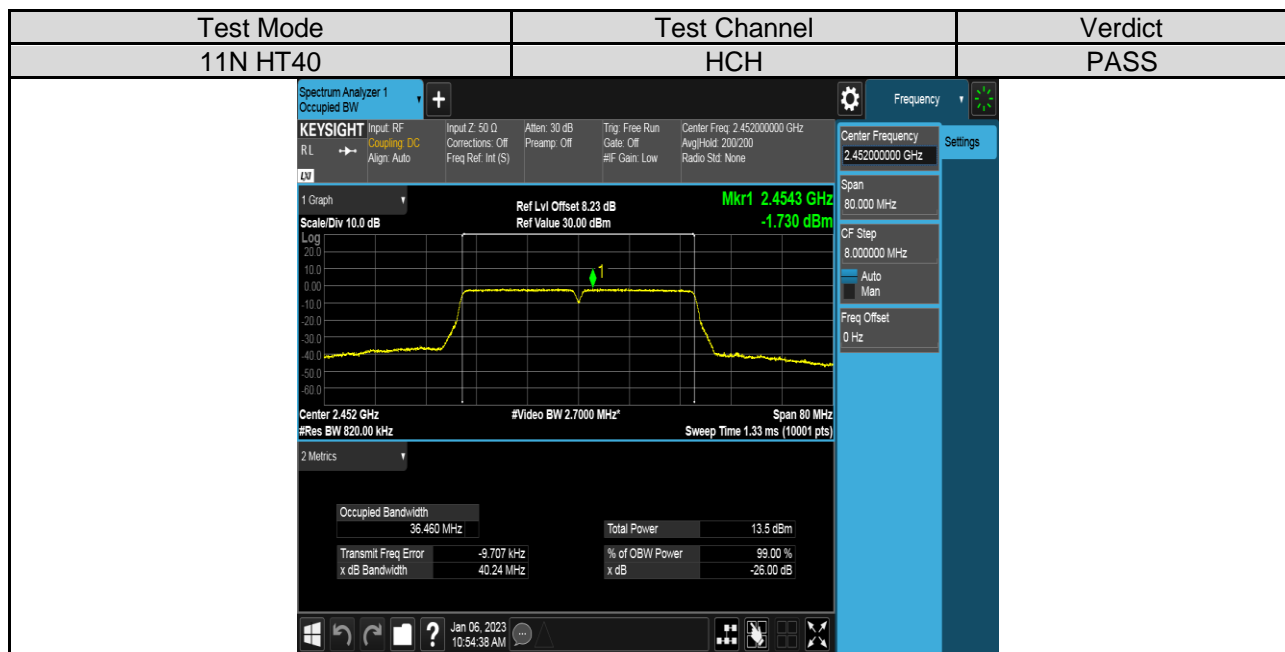 Test Mode Test Channel Verdict
11N HT40 HCH PASS
Spectrum Analyzer 1
Occupied BW
+
Frequency
KEYSIGHT Input: RF Input Z: 50 Ω Atten: 30 dB Trig: Free Run Center Freq: 2.452000000 GHz
RL Coupling: DC Corrections: Off Preamp: Off Gate: Off Avg|Hold: 200/200
Align: Auto Freq Ref: Int (S) #IF Gain: Low Radio Std: None
LXI
Center Frequency
2.452000000 GHz
Settings
Span
80.000 MHz
CF Step
8.000000 MHz
Auto
Man
Freq Offset
0 Hz
1 Graph Ref Lvl Offset 8.23 dB Mkr1 2.4543 GHz
Scale/Div 10.0 dB Ref Value 30.00 dBm -1.730 dBm
Log
20.0
10.0
1
0.00
-10.0
-20.0
-30.0
-40.0
-50.0
-60.0
Center 2.452 GHz #Video BW 2.7000 MHz* Span 80 MHz
#Res BW 820.00 kHz Sweep Time 1.33 ms (10001 pts)
2 Metrics
Occupied Bandwidth
36.460 MHz Total Power 13.5 dBm
Transmit Freq Error -9.707 kHz % of OBW Power 99.00 %
x dB Bandwidth 40.24 MHz x dB -26.00 dB
? Jan 06, 2023
10:54:38 AM